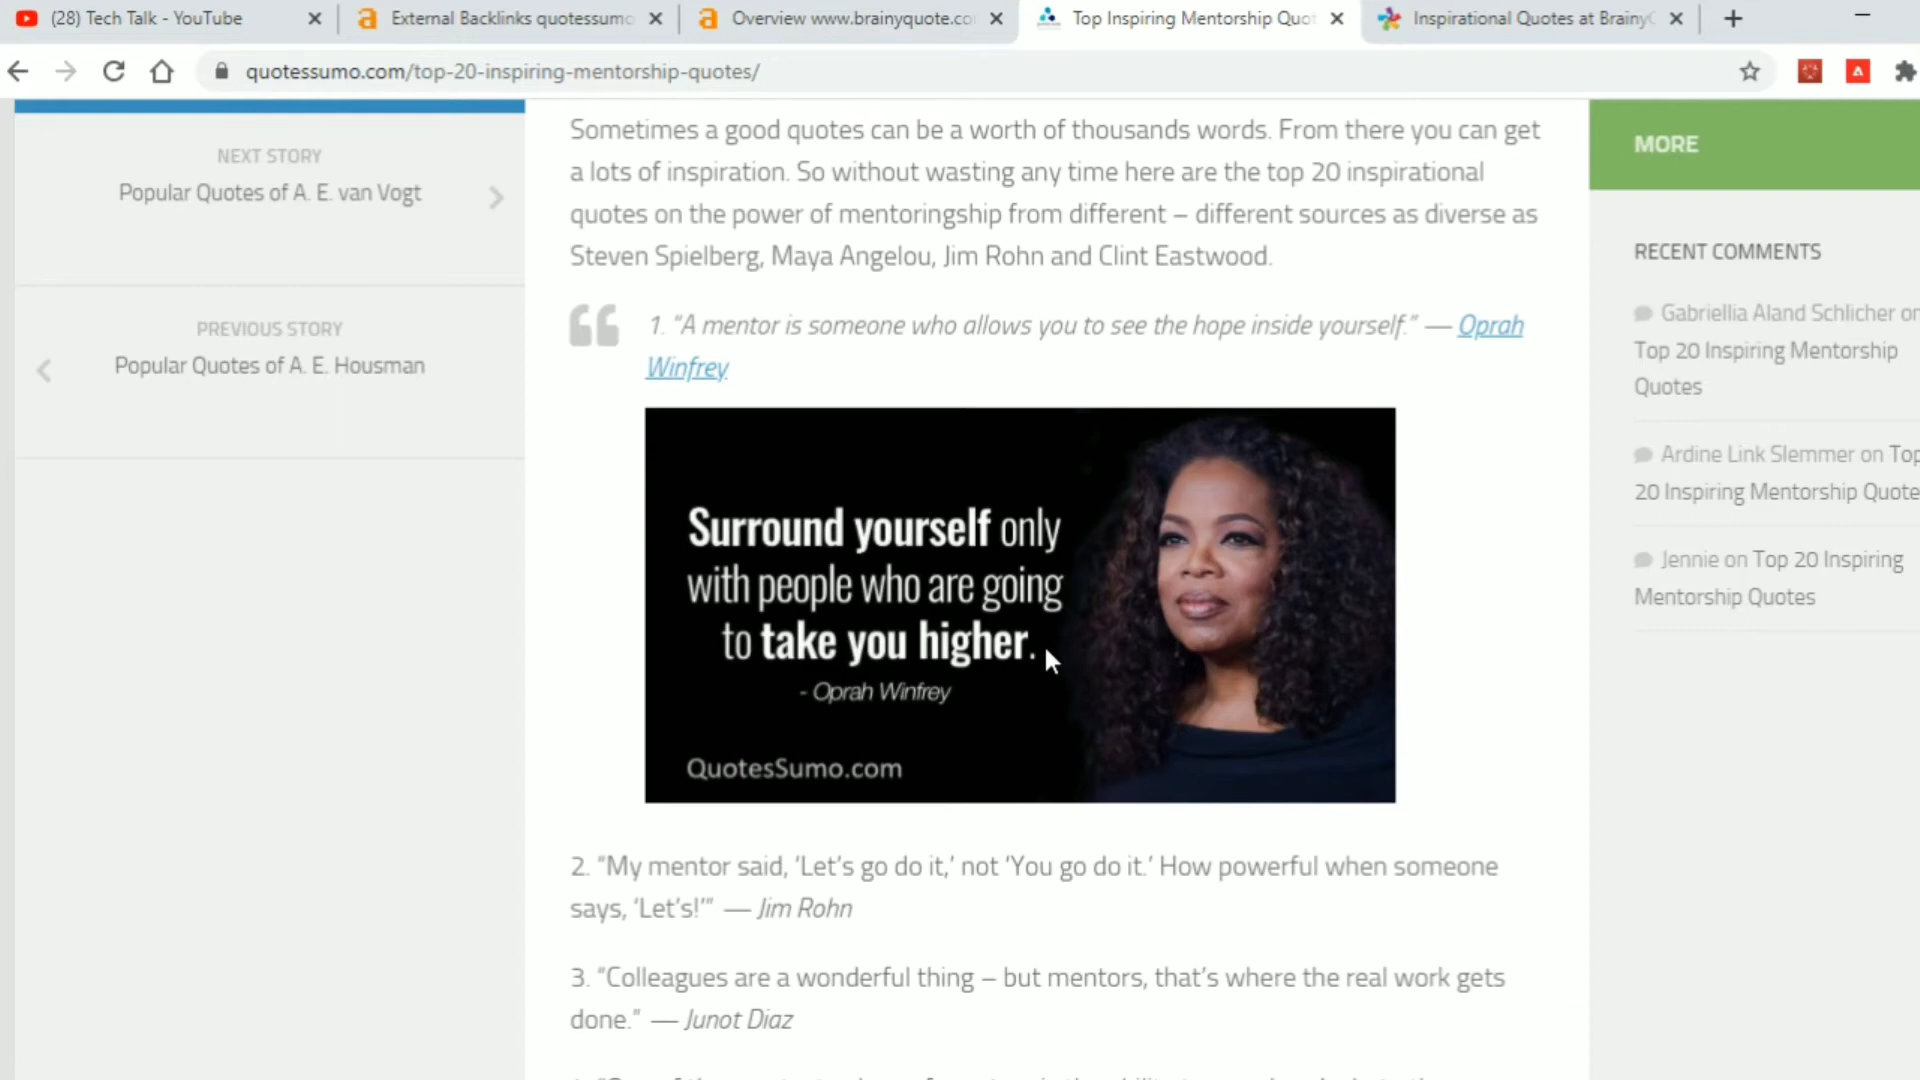 (28) Tech Talk - YouTube
External Backlinks quotessumo
Overview www.brainyquote.co
Top Inspiring Mentorship Quot
Inspirational Quotes at Brainy
quotessumo.com/top-20-inspiring-mentorship-quotes/
NEXT STORY
Popular Quotes of A. E. van Vogt
PREVIOUS STORY
Popular Quotes of A. E. Housman
Sometimes a good quotes can be a worth of thousands words. From there you can get
a lots of inspiration. So without wasting any time here are the top 20 inspirational
quotes on the power of mentoringship from different – different sources as diverse as
Steven Spielberg, Maya Angelou, Jim Rohn and Clint Eastwood.
1. “A mentor is someone who allows you to see the hope inside yourself.” — Oprah
Winfrey
Surround yourself only
with people who are going
to take you higher.
- Oprah Winfrey
QuotesSumo.com
2. “My mentor said, ‘Let’s go do it,’ not ‘You go do it.’ How powerful when someone
says, ‘Let’s!’” — Jim Rohn
3. “Colleagues are a wonderful thing – but mentors, that’s where the real work gets
done.” — Junot Diaz
MORE
RECENT COMMENTS
Gabriellia Aland Schlicher on
Top 20 Inspiring Mentorship
Quotes
Ardine Link Slemmer on Top
20 Inspiring Mentorship Quote
Jennie on Top 20 Inspiring
Mentorship Quotes